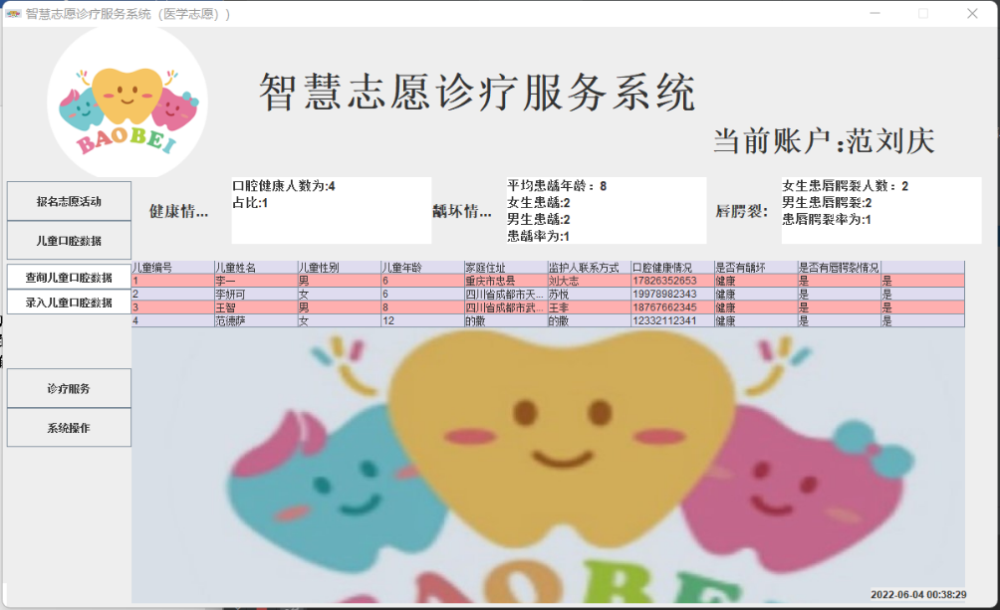 智慧志愿诊疗服务系统（医学志愿））
智慧志愿诊疗服务系统
当前账户:范刘庆
BAOBEI
报名志愿活动
儿童口腔数据
查询儿童口腔数据
录入儿童口腔数据
诊疗服务
系统操作
健康情...
口腔健康人数为:4
占比:1
龋坏情...
平均患龋年龄：8
女生患龋:2
男生患龋:2
患龋率为:1
唇腭裂:
女生患唇腭裂人数：2
男生患唇腭裂:2
患唇腭裂率为:1
儿童编号 儿童姓名 儿童性别 儿童年龄 家庭住址 监护人联系方式 口腔健康情况 是否有龋坏 是否有唇腭裂情况
1 李一 男 6 重庆市忠县 刘大志 17826352653 健康 是 是
2 李妍可 女 6 四川省成都市天... 苏悦 19978982343 健康 是 是
3 王智 男 8 四川省成都市武... 王非 18767662345 健康 是 是
4 范德萨 女 12 的撒 的撒 12332112341 健康 是 是
BAOBE
2022-06-04 00:38:29